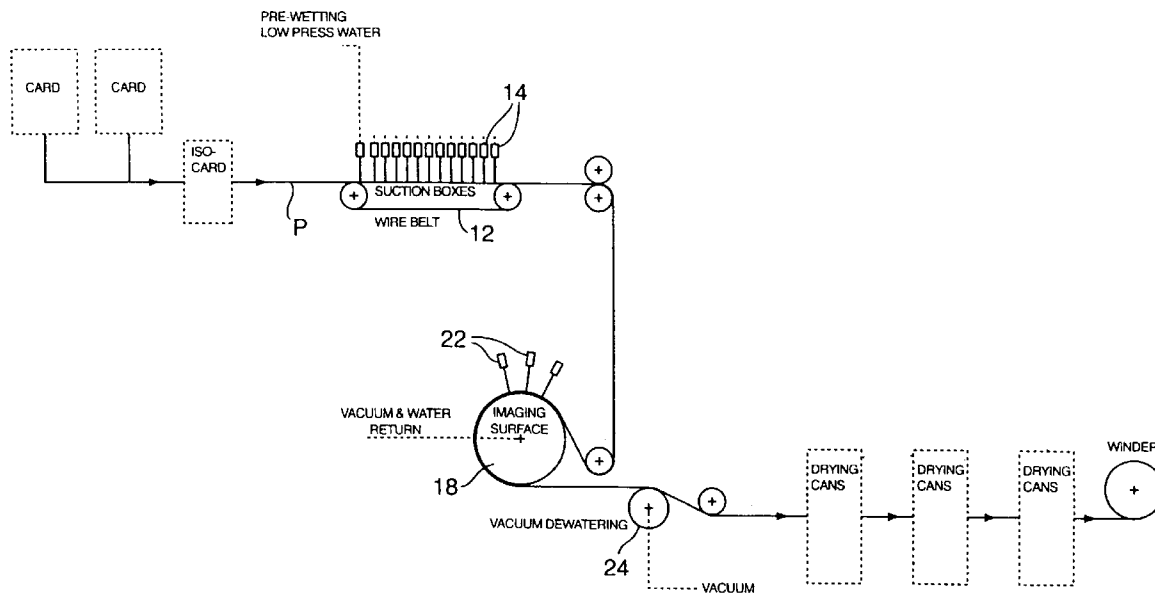 PRE-WETTING
LOW PRESS WATER
CARD
CARD
14
ISO-
CARD
SUCTION BOXES
P
WIRE BELT
12
22
VACUUM & WATER
RETURN
IMAGING
SURFACE
18
WINDER
DRYING
CANS
DRYING
CANS
DRYING
CANS
VACUUM DEWATERING
24
VACUUM